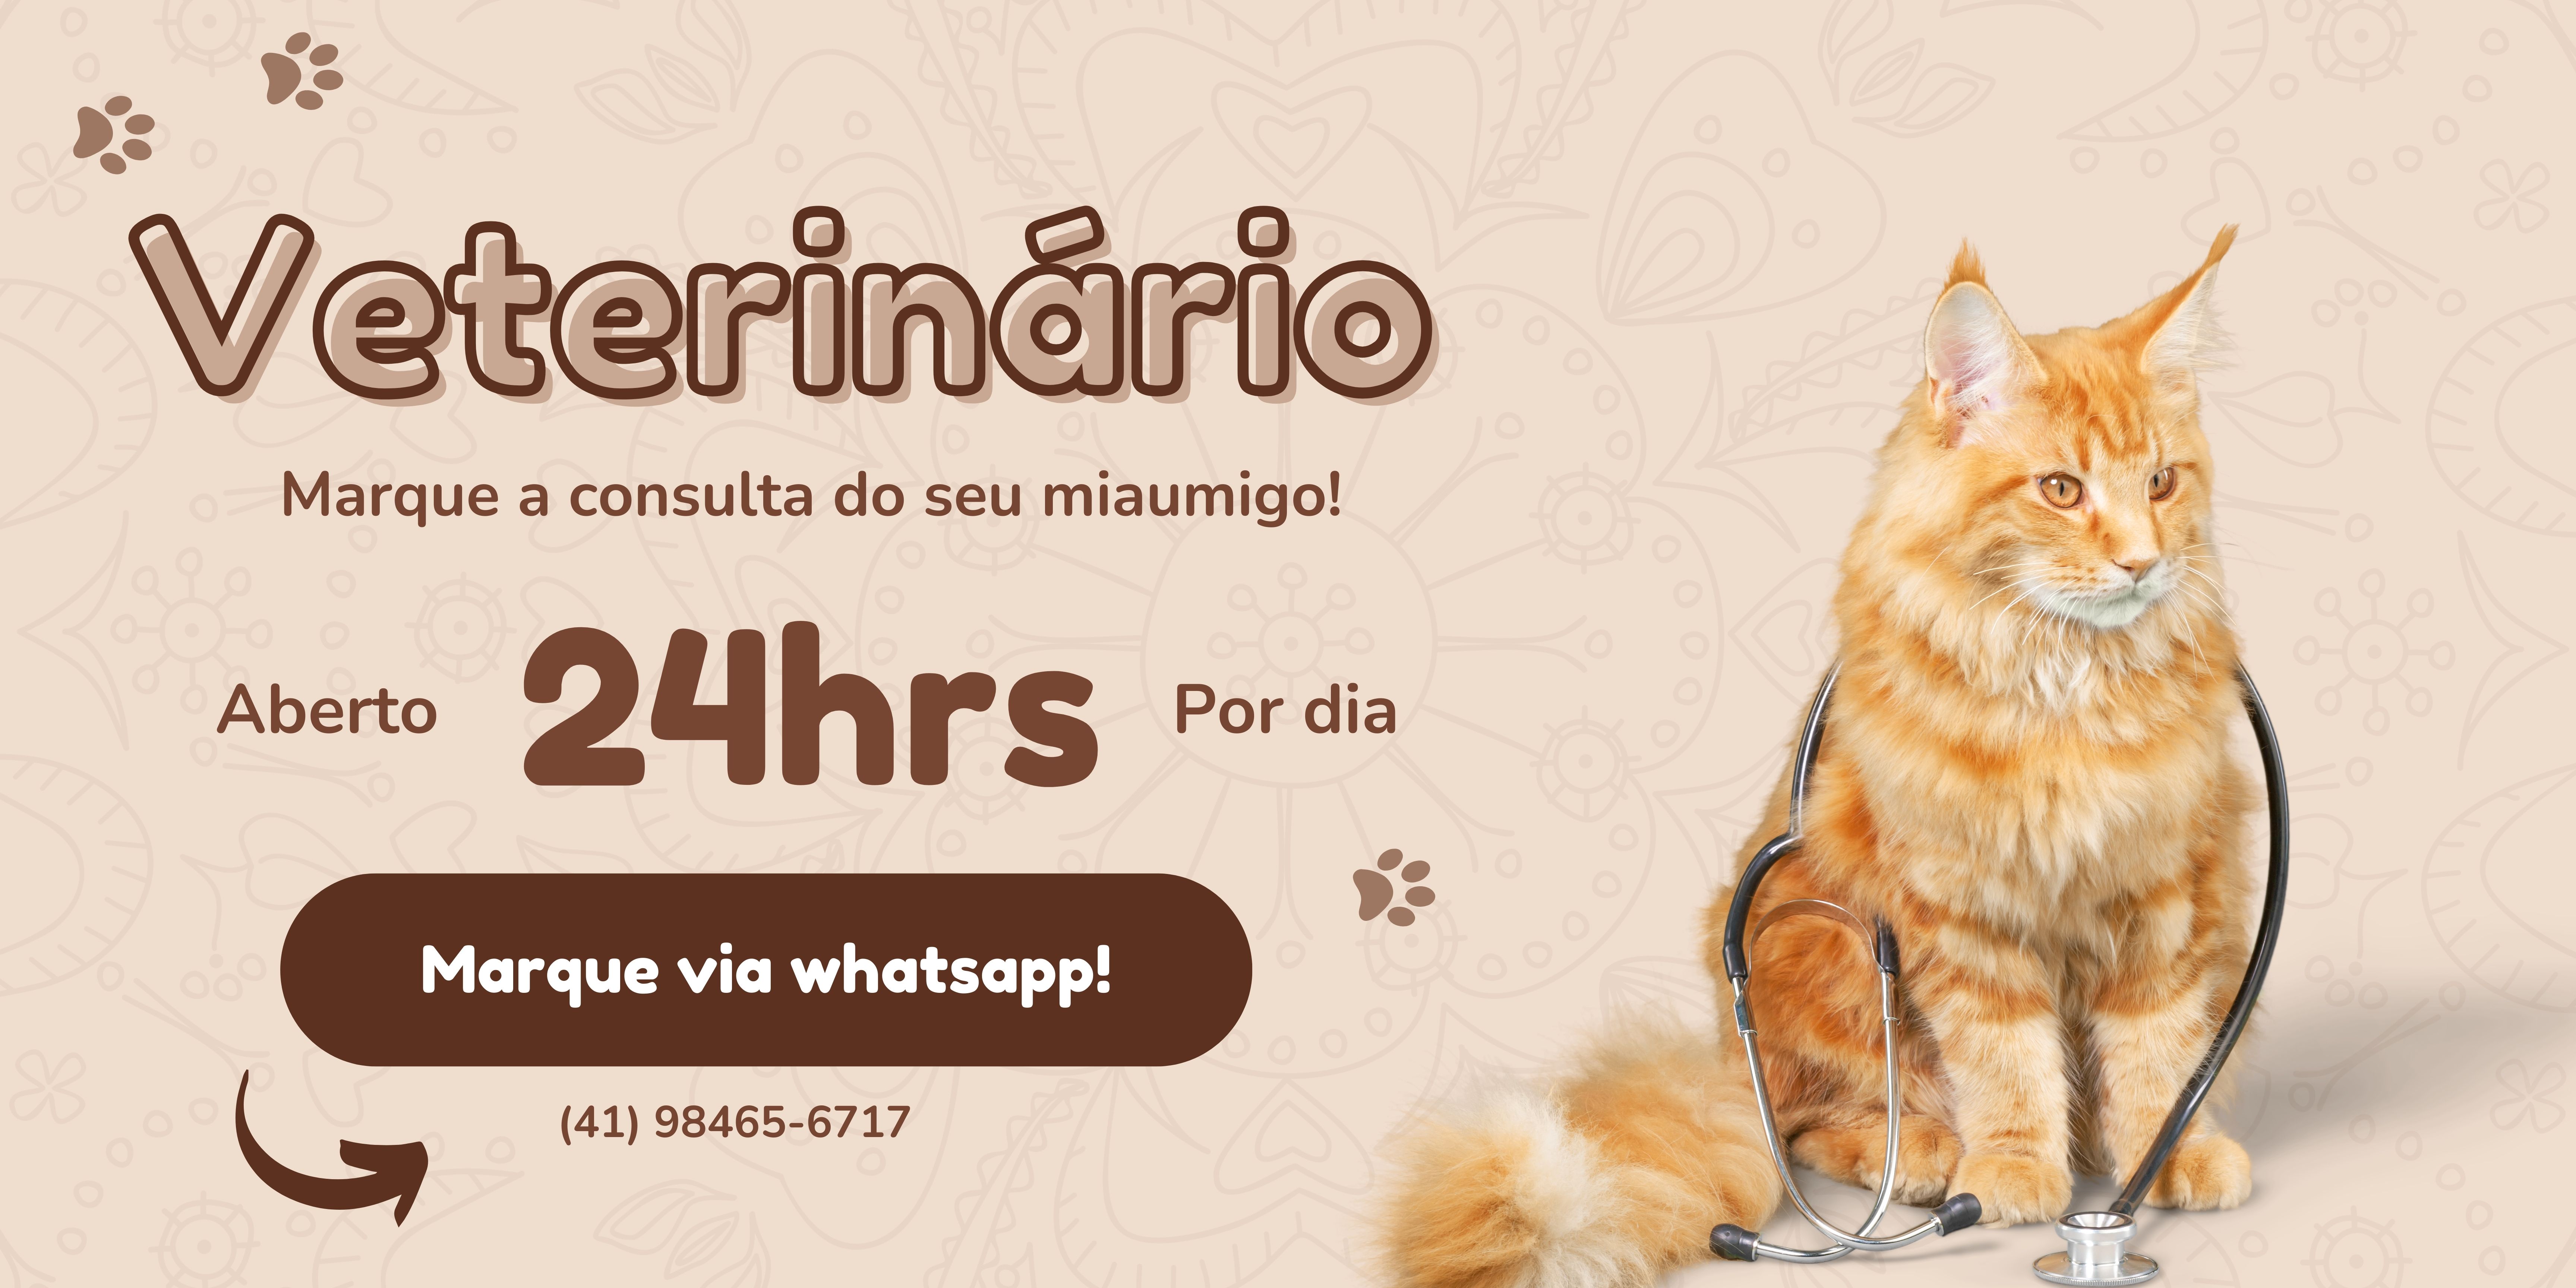 Veterinário
Marque a consulta do seu miaumigo!
Aberto 24hrs Por dia
Marque via whatsapp!
(41) 98465-6717